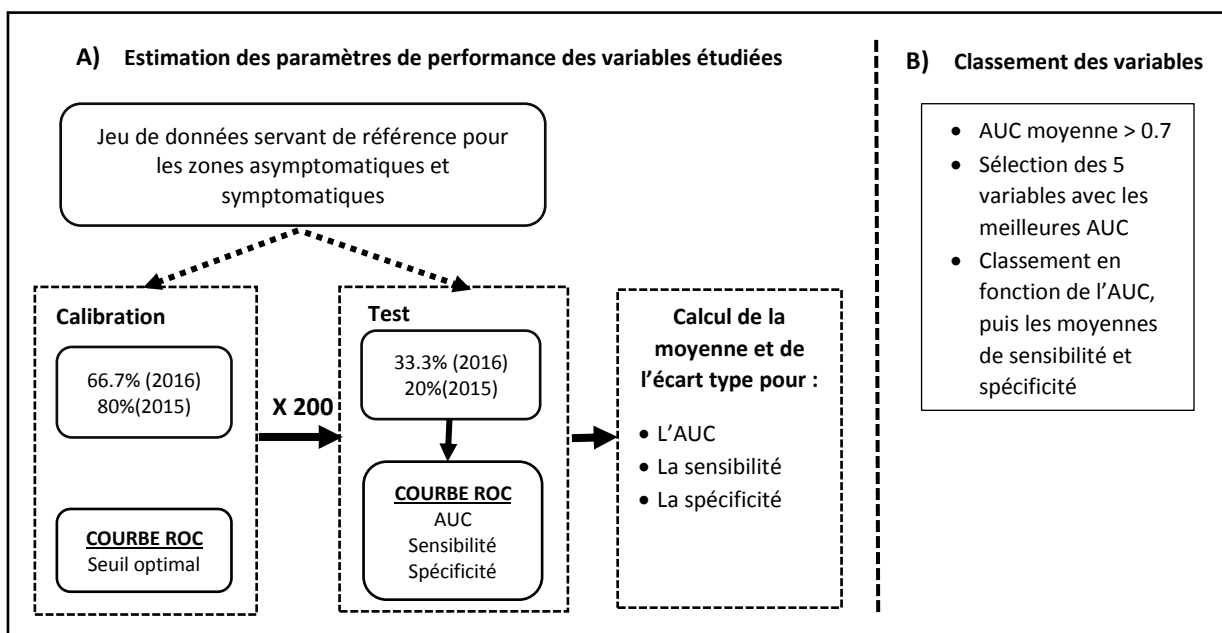 A) Estimation des paramètres de performance des variables étudiées
Jeu de données servant de référence pour
les zones asymptomatiques et
symptomatiques
Calibration
66.7% (2016)
80%(2015)
COURBE ROC
Seuil optimal
X 200
Test
33.3% (2016)
20%(2015)
COURBE ROC
AUC
Sensibilité
Spécificité
Calcul de la
moyenne et de
l'écart type pour :
• L'AUC
• La sensibilité
• La spécificité
B) Classement des variables
• AUC moyenne > 0.7
• Sélection des 5
variables avec les
meilleures AUC
• Classement en
fonction de l'AUC,
puis les moyennes
de sensibilité et
spécificité